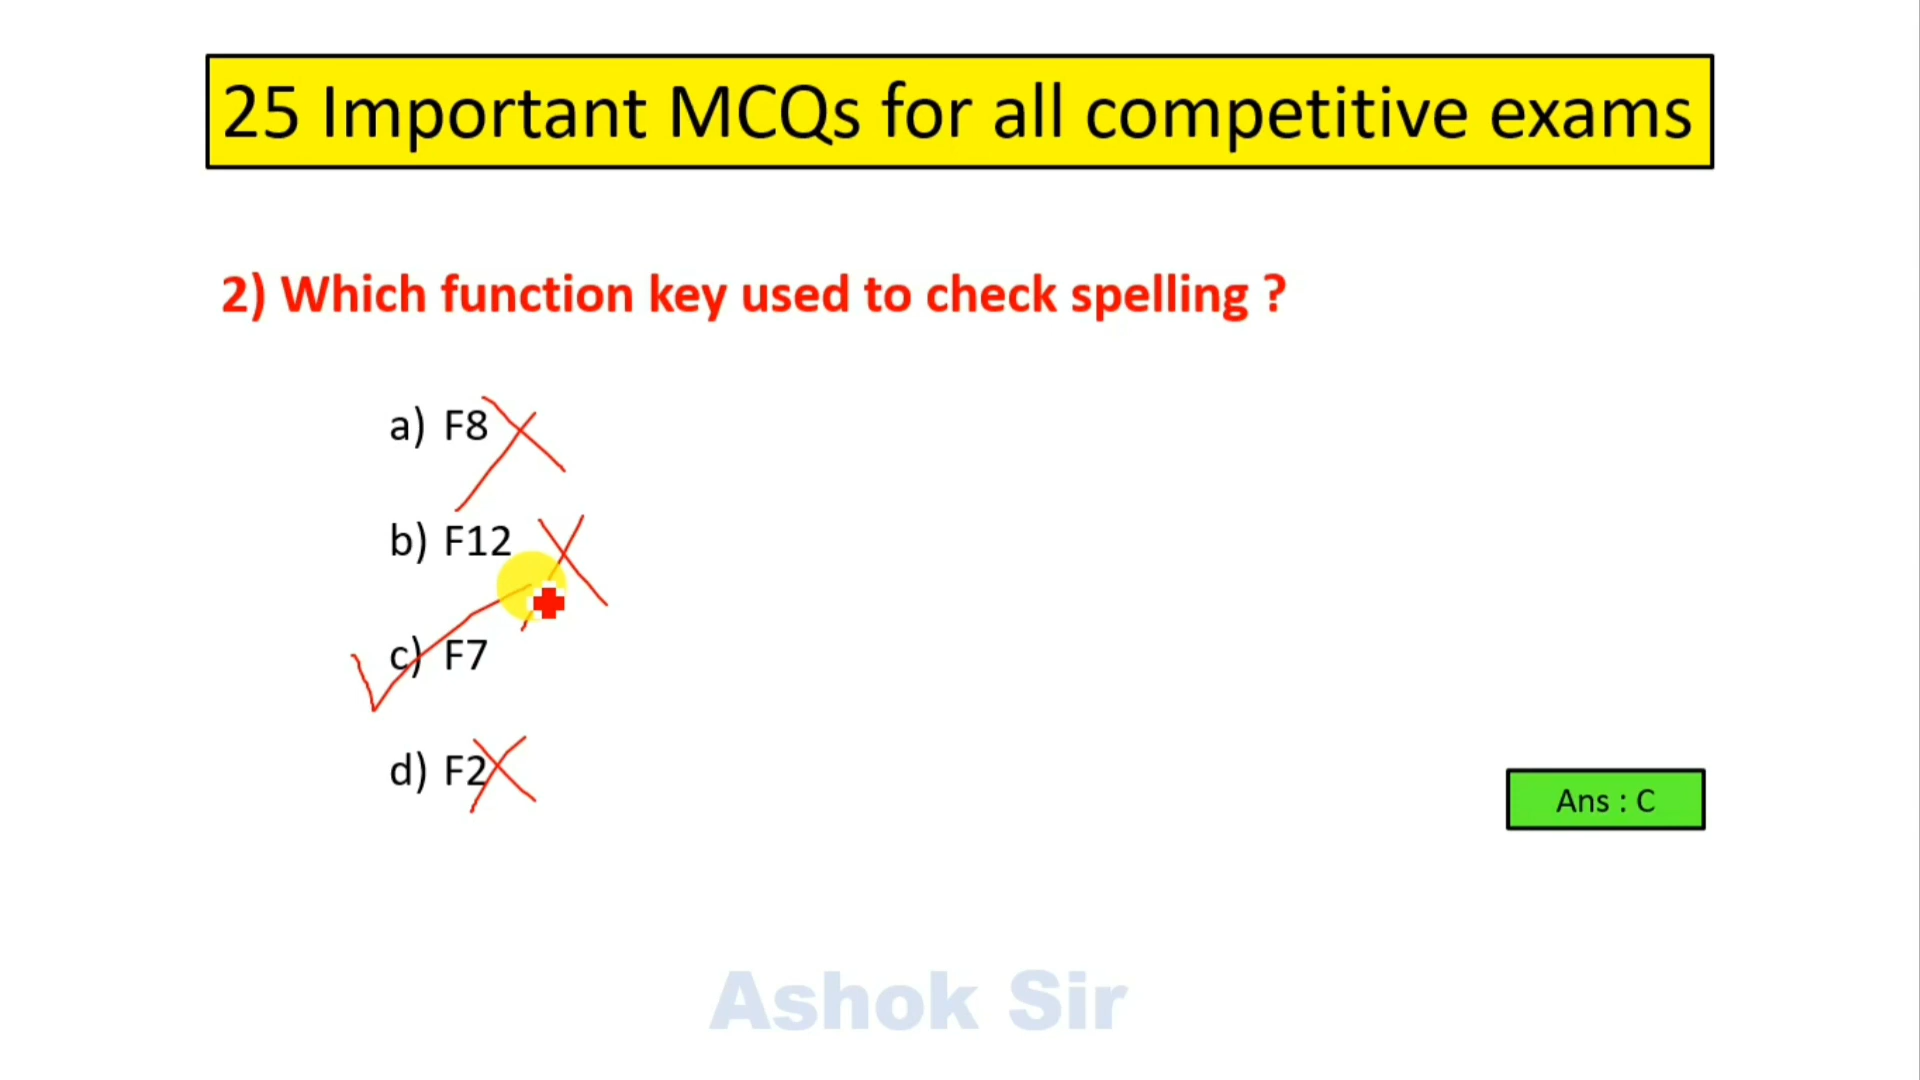 25 Important MCQs for all competitive exams
2) Which function key used to check spelling ?
a) F8
b) F12
c) F7
d) F2
Ans : C
Ashok Sir